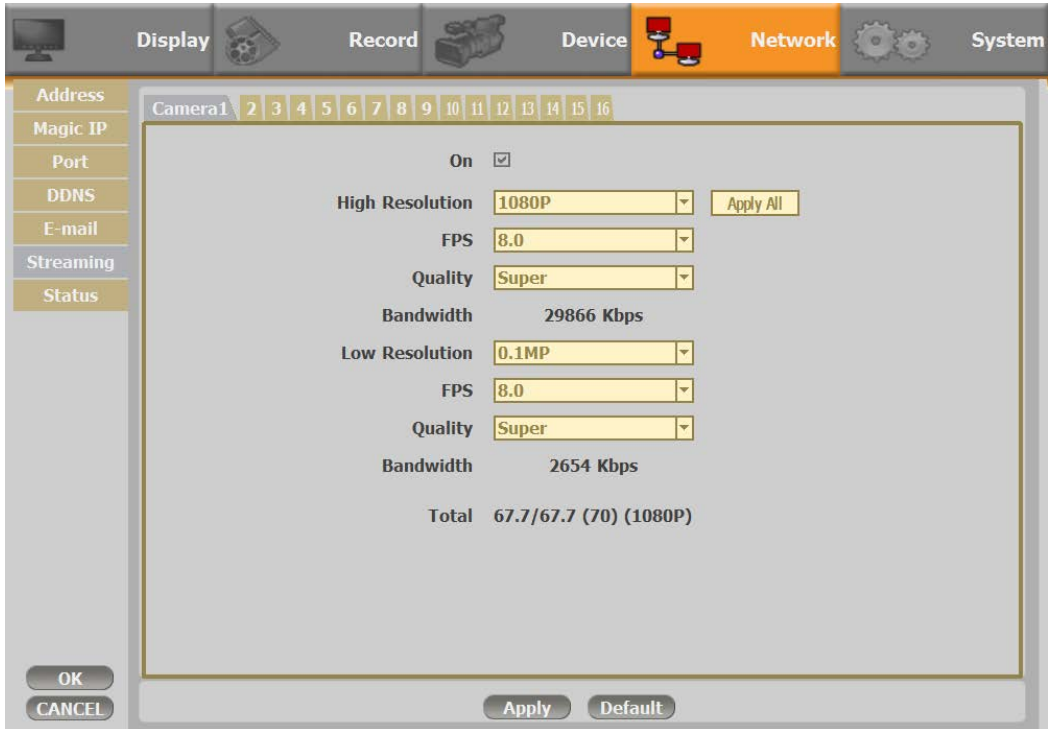 Display Record Device Network System
Address
Magic IP
Port
DDNS
E-mail
Streaming
Status
Camera1 2 3 4 5 6 7 8 9 10 11 12 13 14 15 16
On
High Resolution 1080P Apply All
FPS 8.0
Quality Super
Bandwidth 29866 Kbps
Low Resolution 0.1MP
FPS 8.0
Quality Super
Bandwidth 2654 Kbps
Total 67.7/67.7 (70) (1080P)
OK
CANCEL
Apply Default